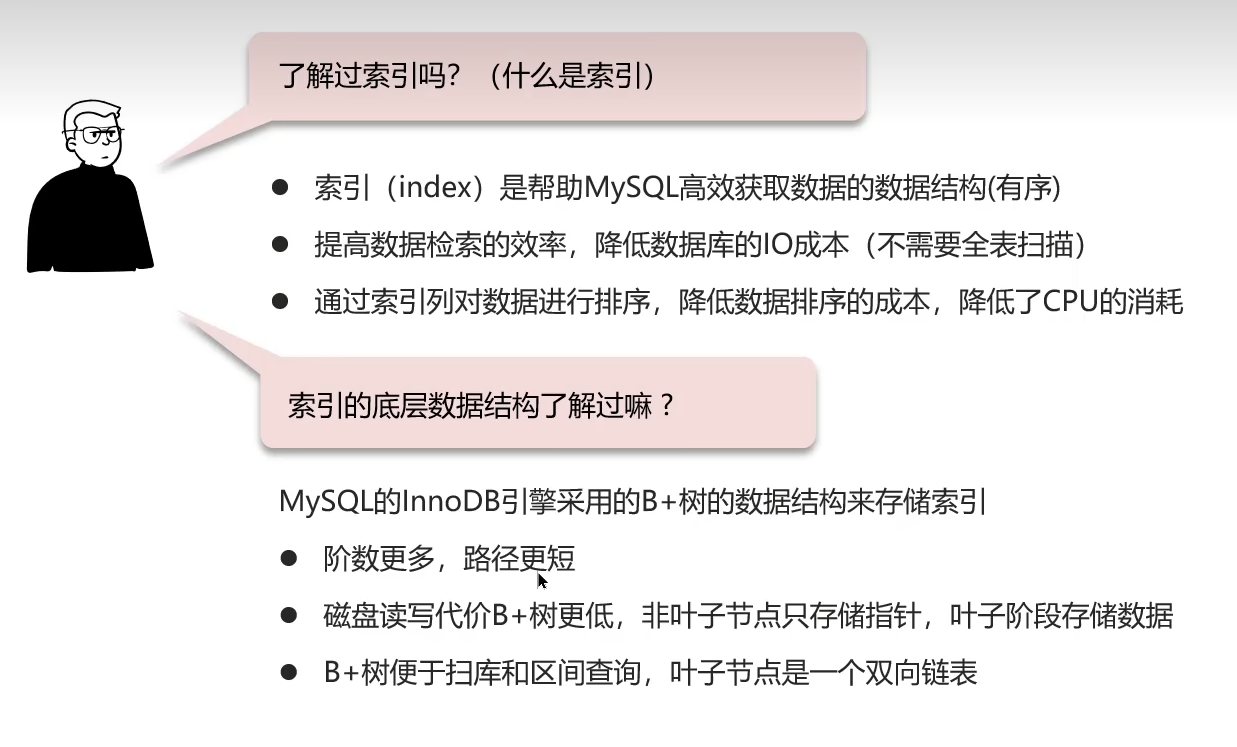 了解过索引吗？（什么是索引）
● 索引（index）是帮助MySQL高效获取数据的数据结构(有序)
● 提高数据检索的效率，降低数据库的IO成本（不需要全表扫描）
● 通过索引列对数据进行排序，降低数据排序的成本，降低了CPU的消耗
索引的底层数据结构了解过嘛 ?
MySQL的InnoDB引擎采用的B+树的数据结构来存储索引
● 阶数更多，路径更短
● 磁盘读写代价B+树更低，非叶子节点只存储指针，叶子阶段存储数据
● B+树便于扫库和区间查询，叶子节点是一个双向链表